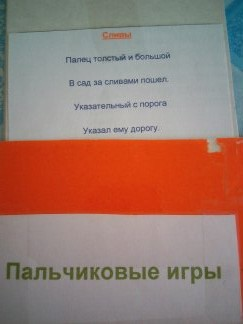 Сливы
Палец толстый и большой
В сад за сливами пошел.
Указательный с порога
Указал ему дорогу.
Пальчиковые игры